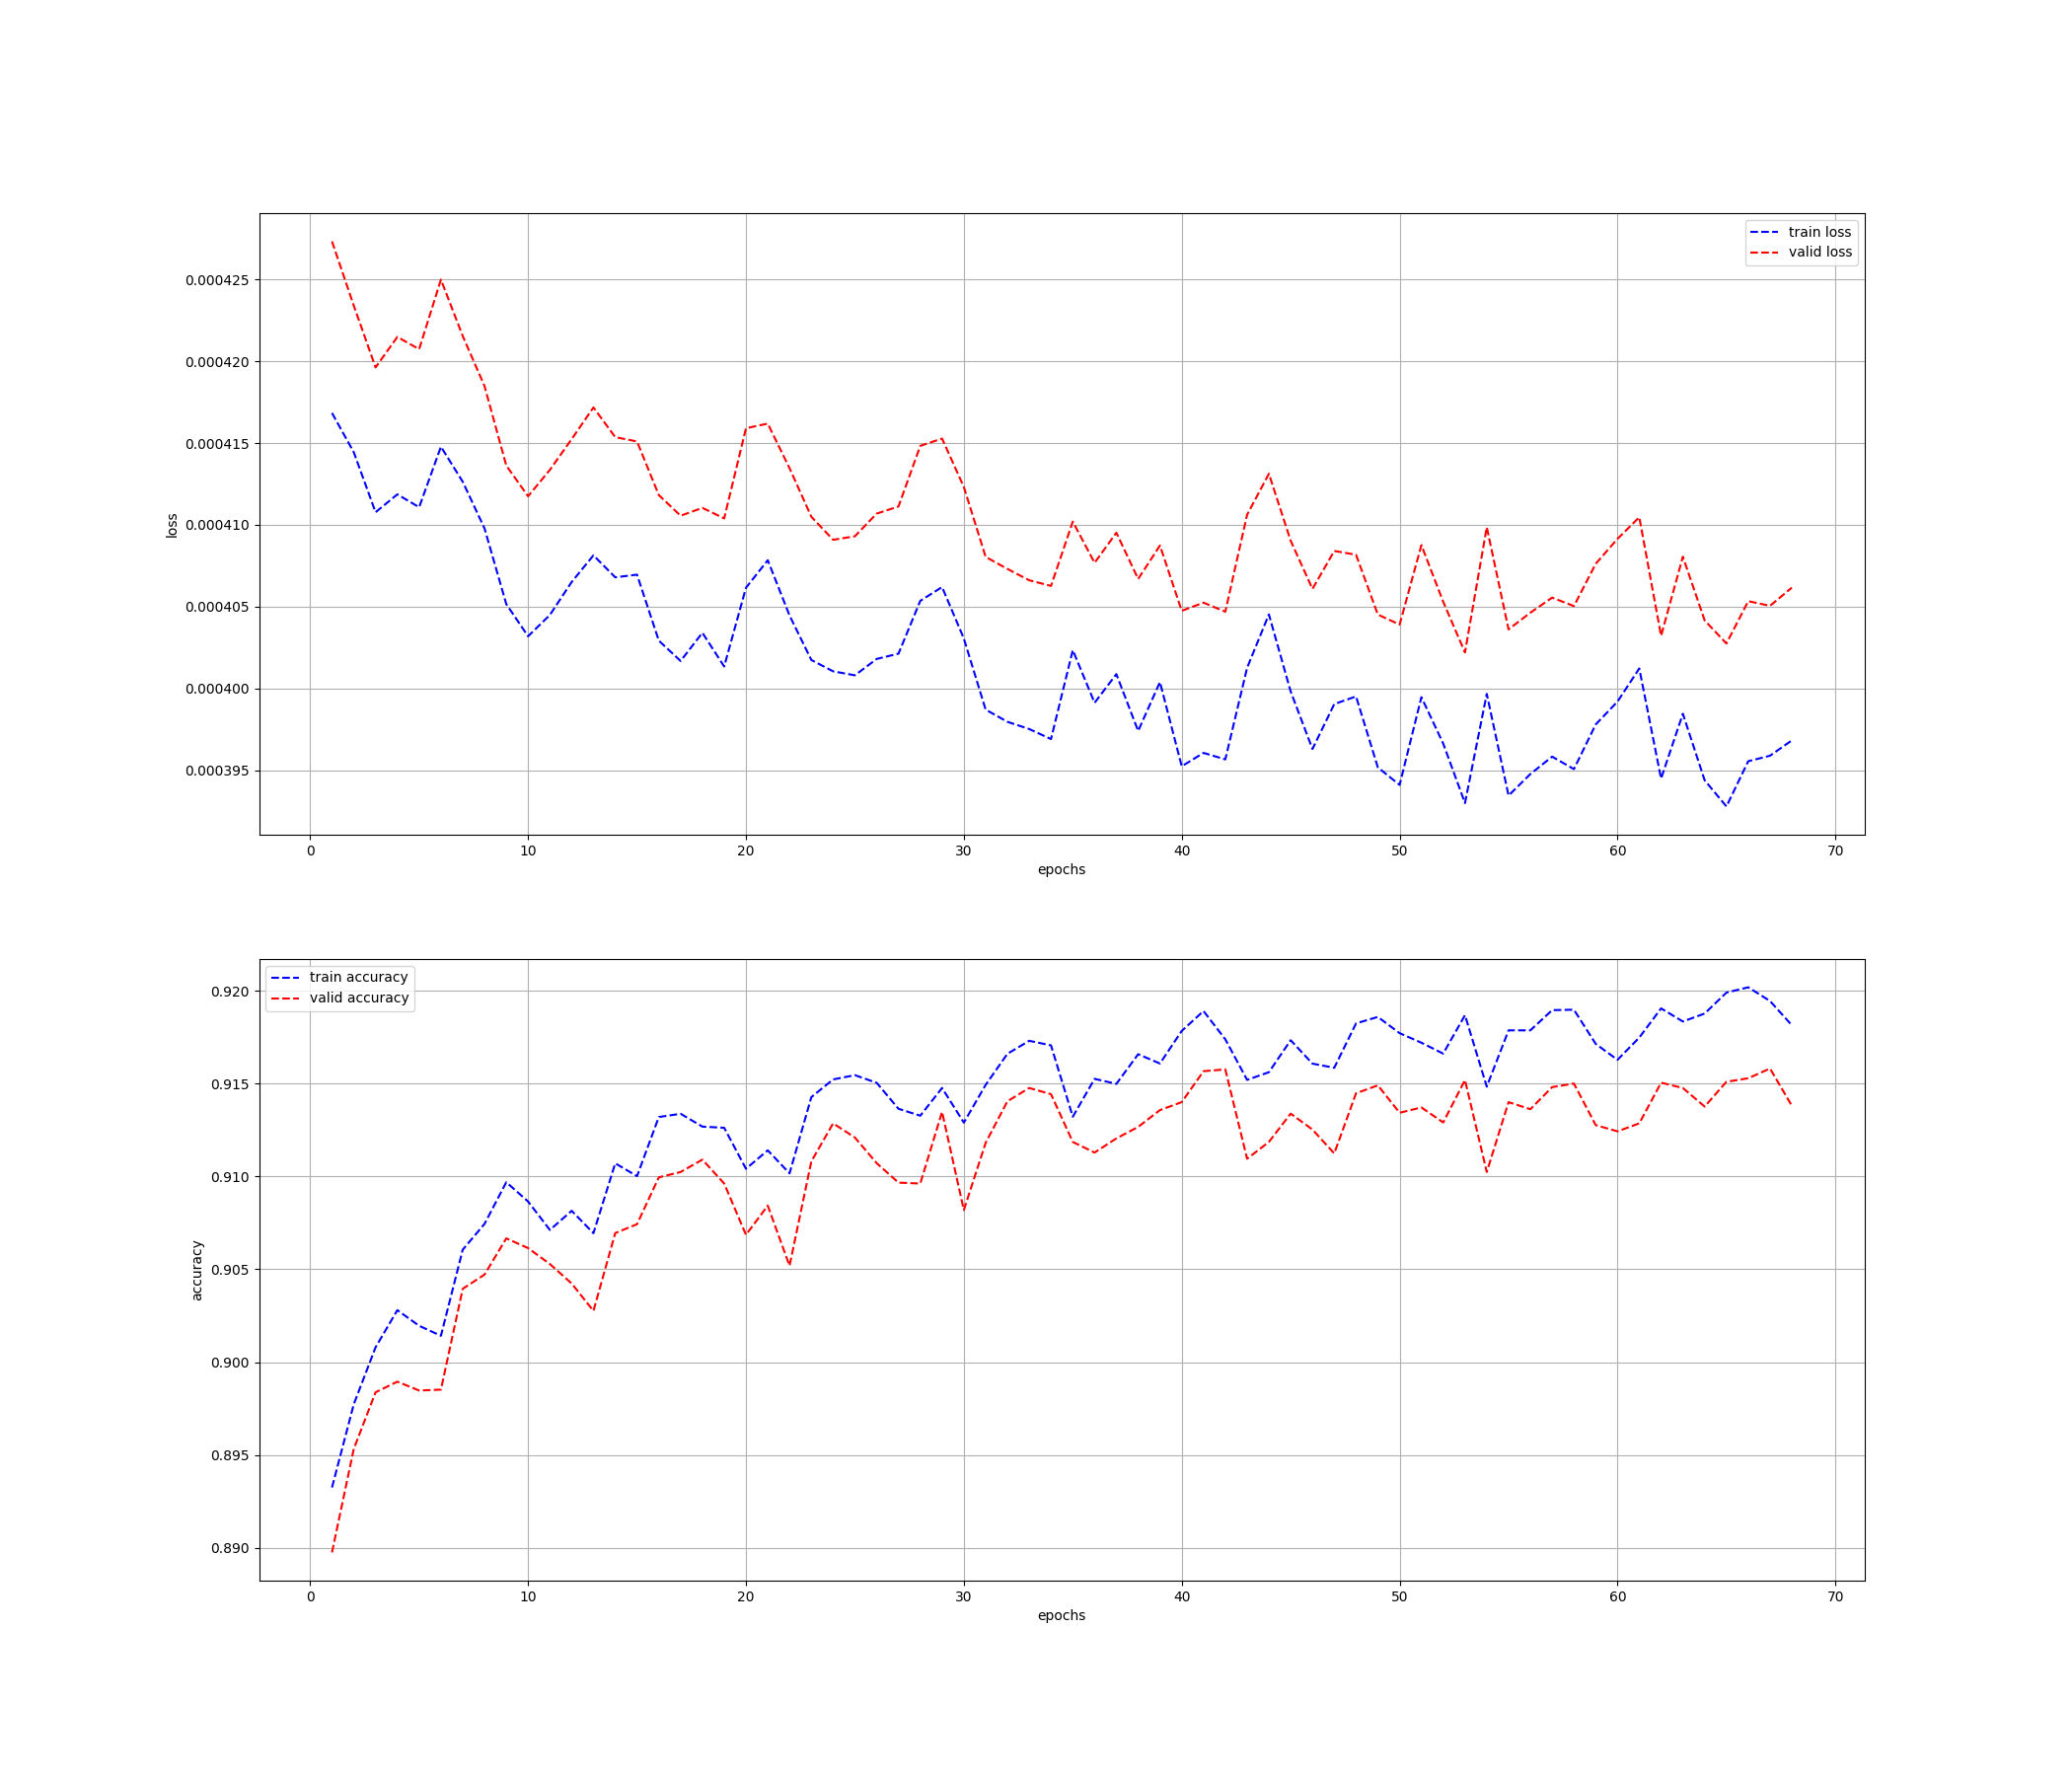 train loss
valid loss
0.000425
0.000420
0.000415
0.000410
0.000405
0.000400
0.000395
loss
0 10 20 30 40 50 60 70
epochs
train accuracy
valid accuracy
0.920
0.915
0.910
0.905
0.900
0.895
0.890
accuracy
0 10 20 30 40 50 60 70
epochs